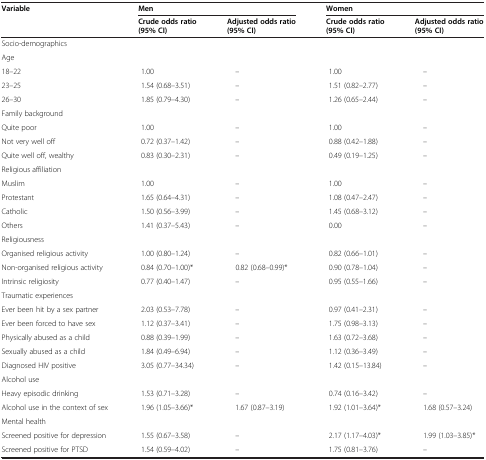 Variable Men Women
Crude odds ratio (95% CI) Adjusted odds ratio (95% CI) Crude odds ratio (95% CI) Adjusted odds ratio (95% CI)
Socio-demographics
Age
18–22 1.00 – 1.00 –
23–25 1.54 (0.68–3.51) – 1.51 (0.82–2.77) –
26–30 1.85 (0.79–4.30) – 1.26 (0.65–2.44) –
Family background
Quite poor 1.00 – 1.00 –
Not very well off 0.72 (0.37–1.42) – 0.88 (0.42–1.88) –
Quite well off, wealthy 0.83 (0.30–2.31) – 0.49 (0.19–1.25) –
Religious affiliation
Muslim 1.00 – 1.00 –
Protestant 1.65 (0.64–4.31) – 1.08 (0.47–2.47) –
Catholic 1.50 (0.56–3.99) – 1.45 (0.68–3.12) –
Others 1.41 (0.37–5.43) – 0.00 –
Religiousness
Organised religious activity 1.00 (0.80–1.24) – 0.82 (0.66–1.01) –
Non-organised religious activity 0.84 (0.70–1.00)* 0.82 (0.68–0.99)* 0.90 (0.78–1.04) –
Intrinsic religiosity 0.77 (0.40–1.47) – 0.95 (0.55–1.66) –
Traumatic experiences
Ever been hit by a sex partner 2.03 (0.53–7.78) – 0.97 (0.41–2.31) –
Ever been forced to have sex 1.12 (0.37–3.41) – 1.75 (0.98–3.13) –
Physically abused as a child 0.88 (0.39–1.99) – 1.63 (0.72–3.68) –
Sexually abused as a child 1.84 (0.49–6.94) – 1.12 (0.36–3.49) –
Diagnosed HIV positive 3.05 (0.77–34.34) – 1.42 (0.15–13.84) –
Alcohol use
Heavy episodic drinking 1.53 (0.71–3.28) – 0.74 (0.16–3.42) –
Alcohol use in the context of sex 1.96 (1.05–3.66)* 1.67 (0.87–3.19) 1.92 (1.01–3.64)* 1.68 (0.57–3.24)
Mental health
Screened positive for depression 1.55 (0.67–3.58) – 2.17 (1.17–4.03)* 1.99 (1.03–3.85)*
Screened positive for PTSD 1.54 (0.59–4.02) – 1.75 (0.81–3.76) –